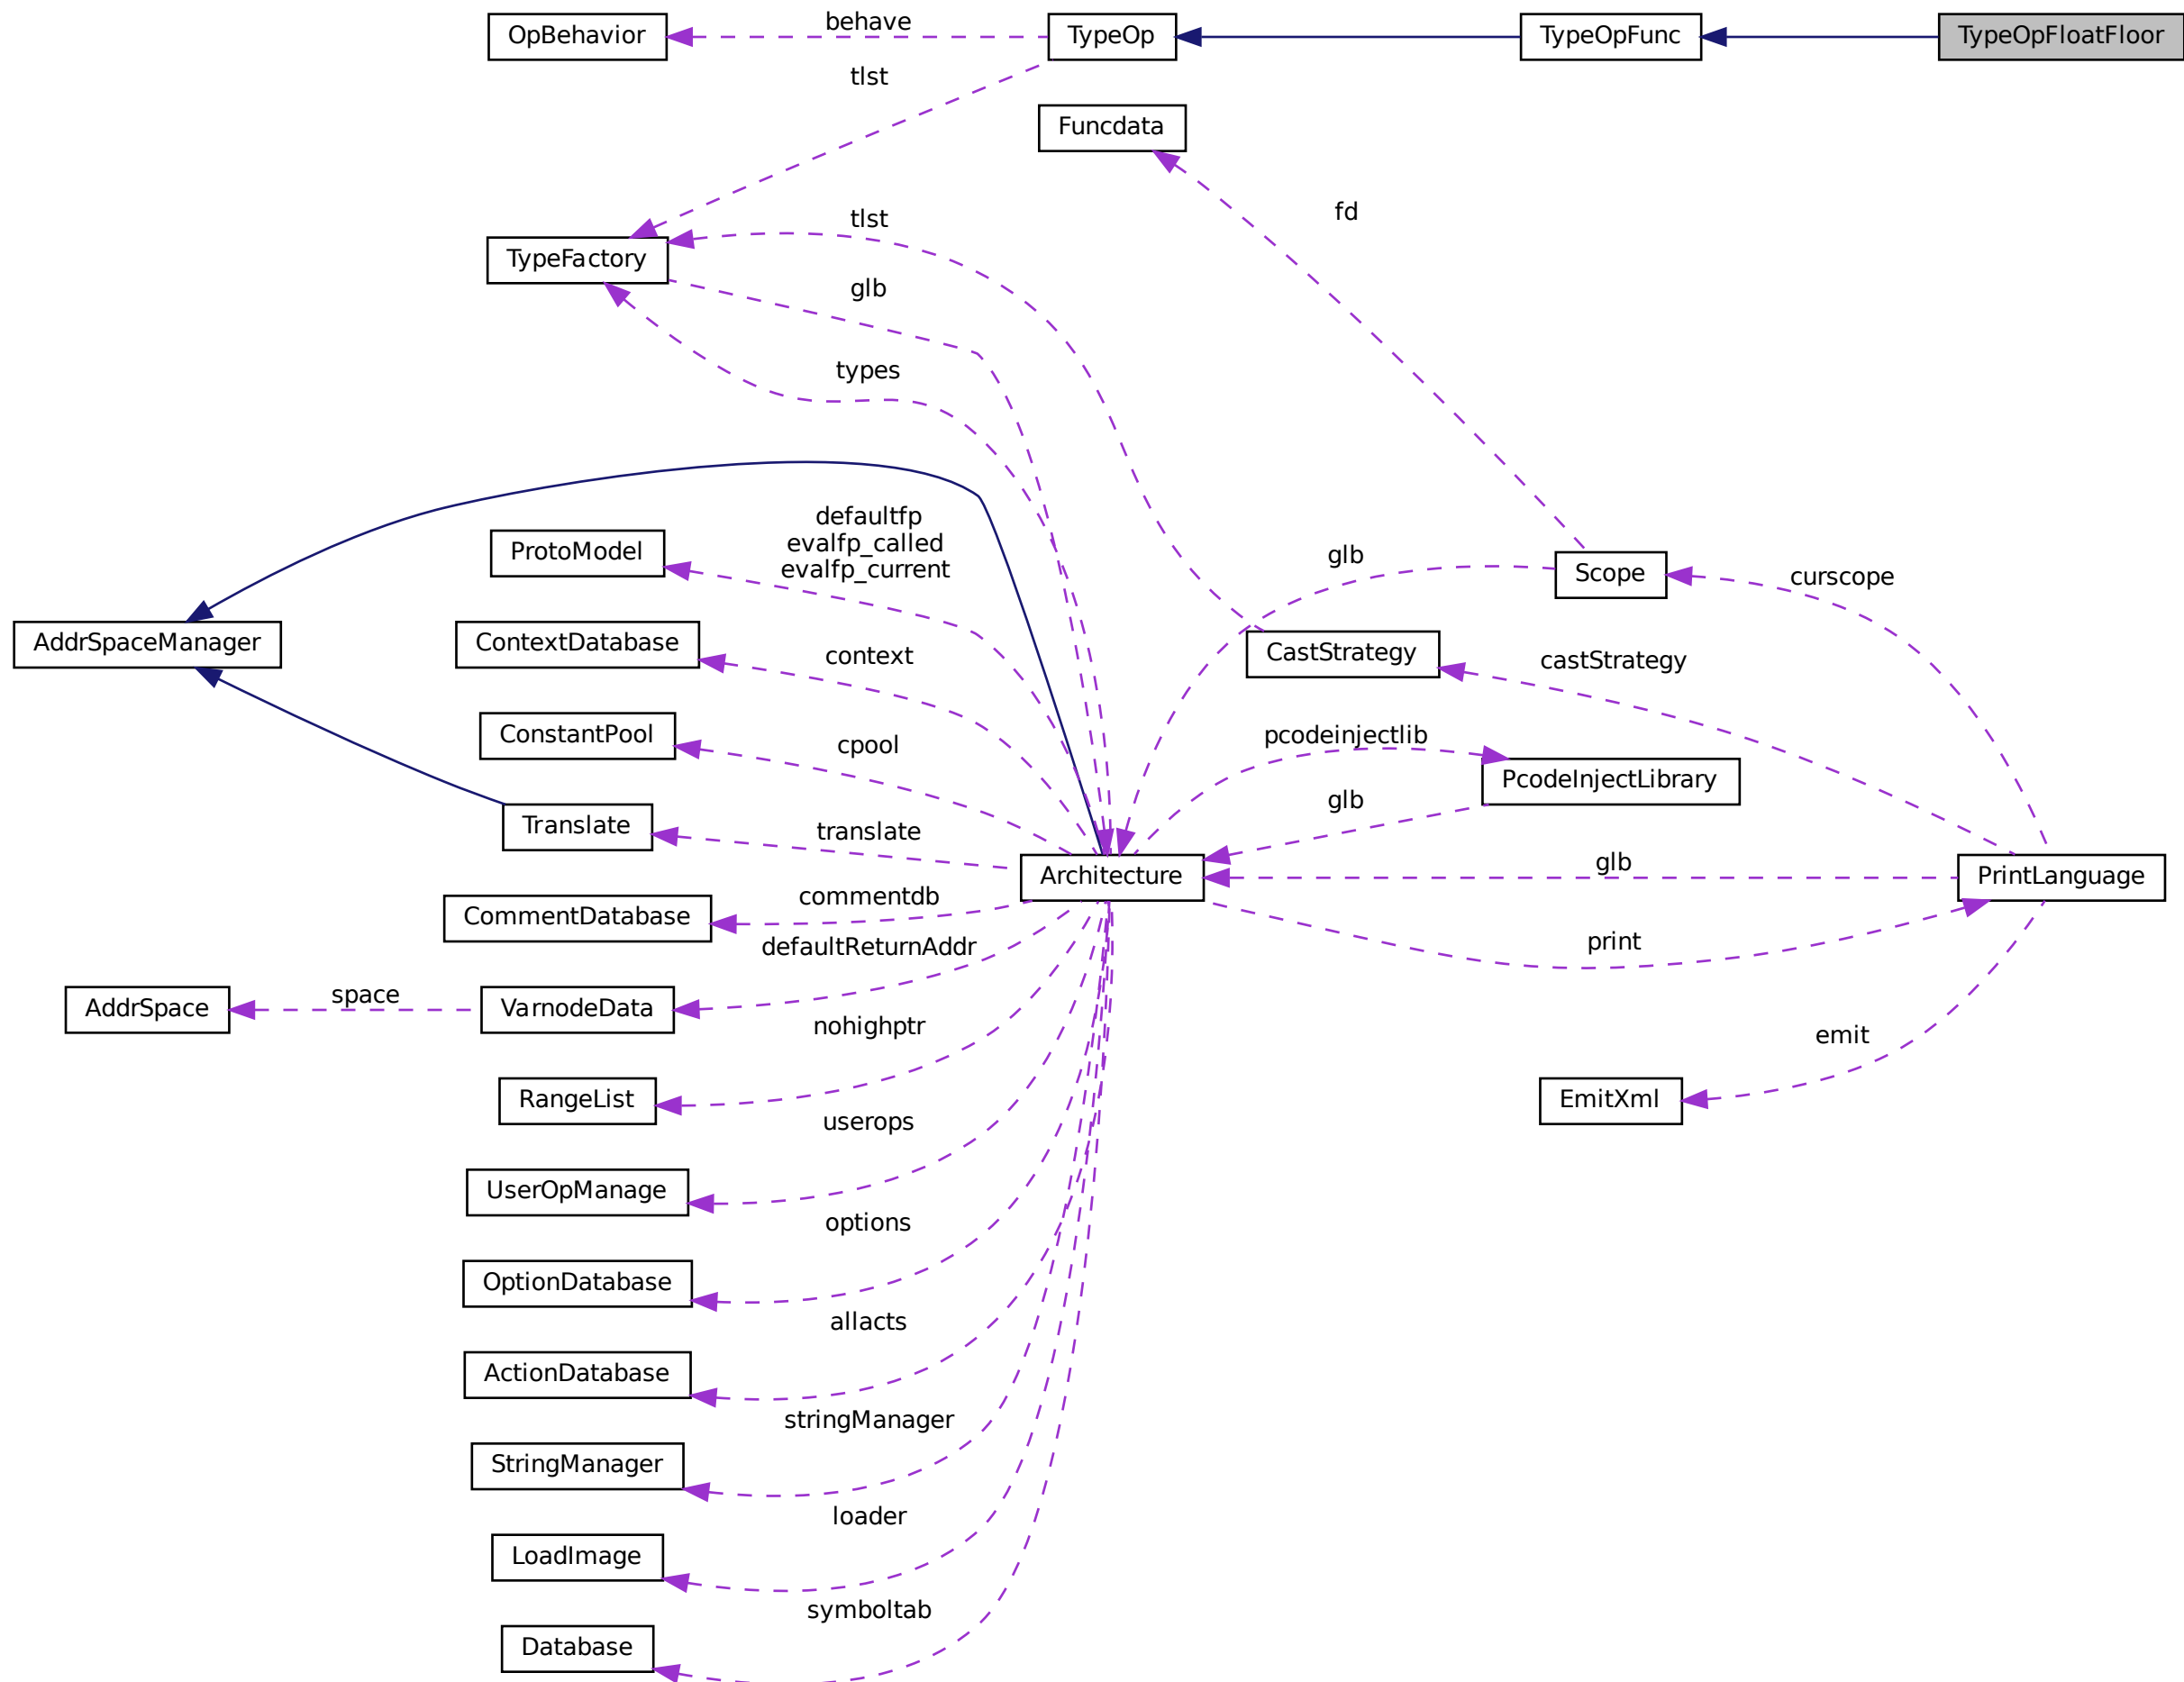 OpBehavior
behave
TypeOp
TypeOpFunc
TypeOpFloatFloor
tlst
Funcdata
fd
tlst
TypeFactory
glb
types
defaultfp
evalfp_called
evalfp_current
ProtoModel
glb
Scope
curscope
AddrSpaceManager
ContextDatabase
context
CastStrategy
castStrategy
ConstantPool
cpool
pcodeinjectlib
PcodeInjectLibrary
glb
Translate
translate
Architecture
glb
PrintLanguage
CommentDatabase
commentdb
print
defaultReturnAddr
AddrSpace
space
VarnodeData
nohighptr
emit
RangeList
EmitXml
userops
UserOpManage
options
OptionDatabase
allacts
ActionDatabase
stringManager
StringManager
loader
LoadImage
symboltab
Database